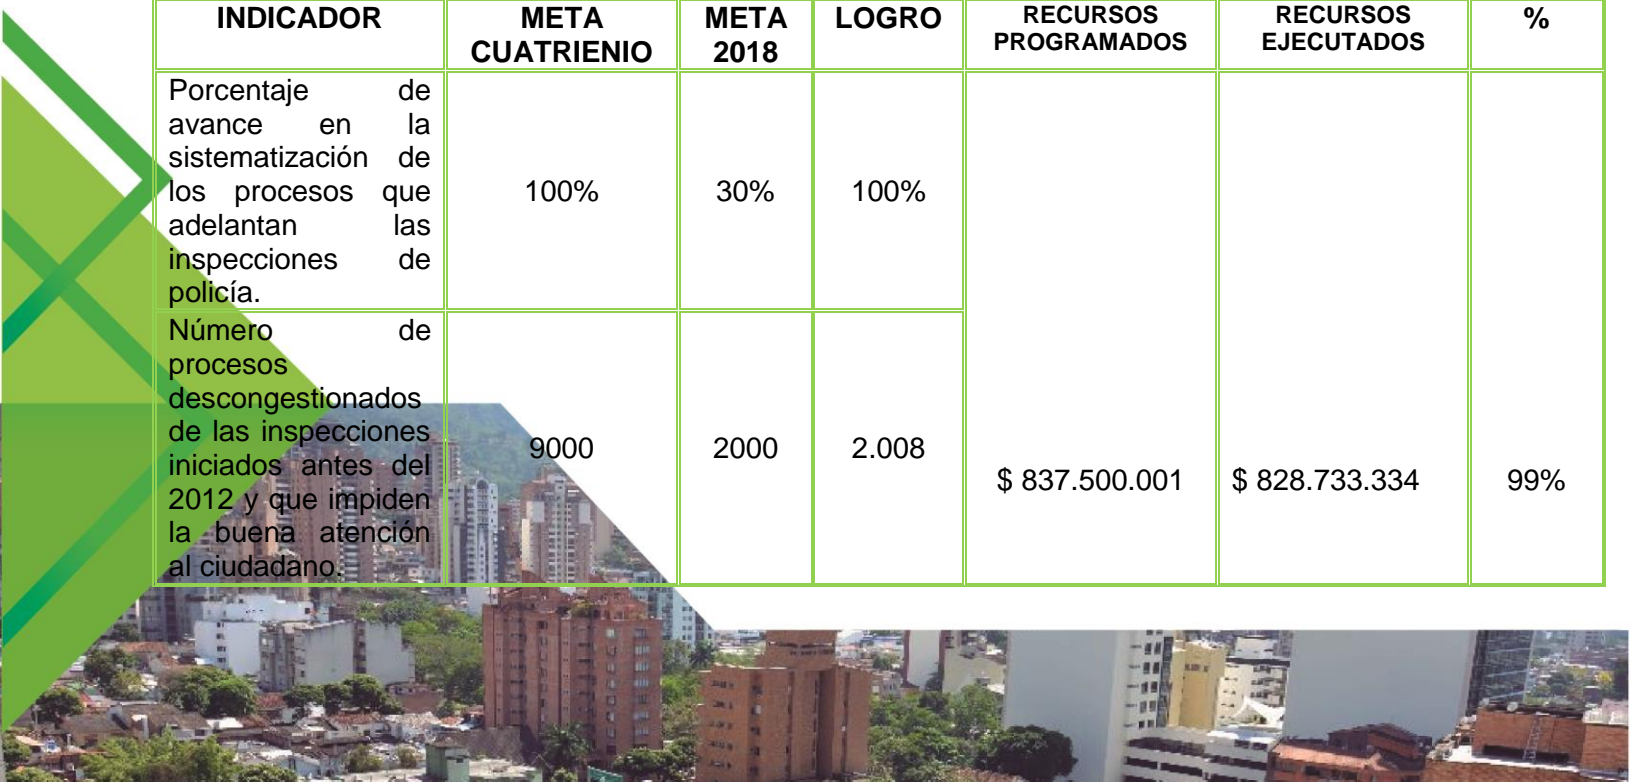 INDICADOR
META CUATRIENIO
META 2018
LOGRO
RECURSOS PROGRAMADOS
RECURSOS EJECUTADOS
%
Porcentaje de
avance en la
sistematización de
los procesos que
adelantan las
inspecciones de
policía.
100%
30%
100%
Número de
procesos
descongestionados
de las inspecciones
iniciados antes del
2012 y que impiden
la buena atención
al ciudadano.
9000
2000
2.008
$ 837.500.001
$ 828.733.334
99%